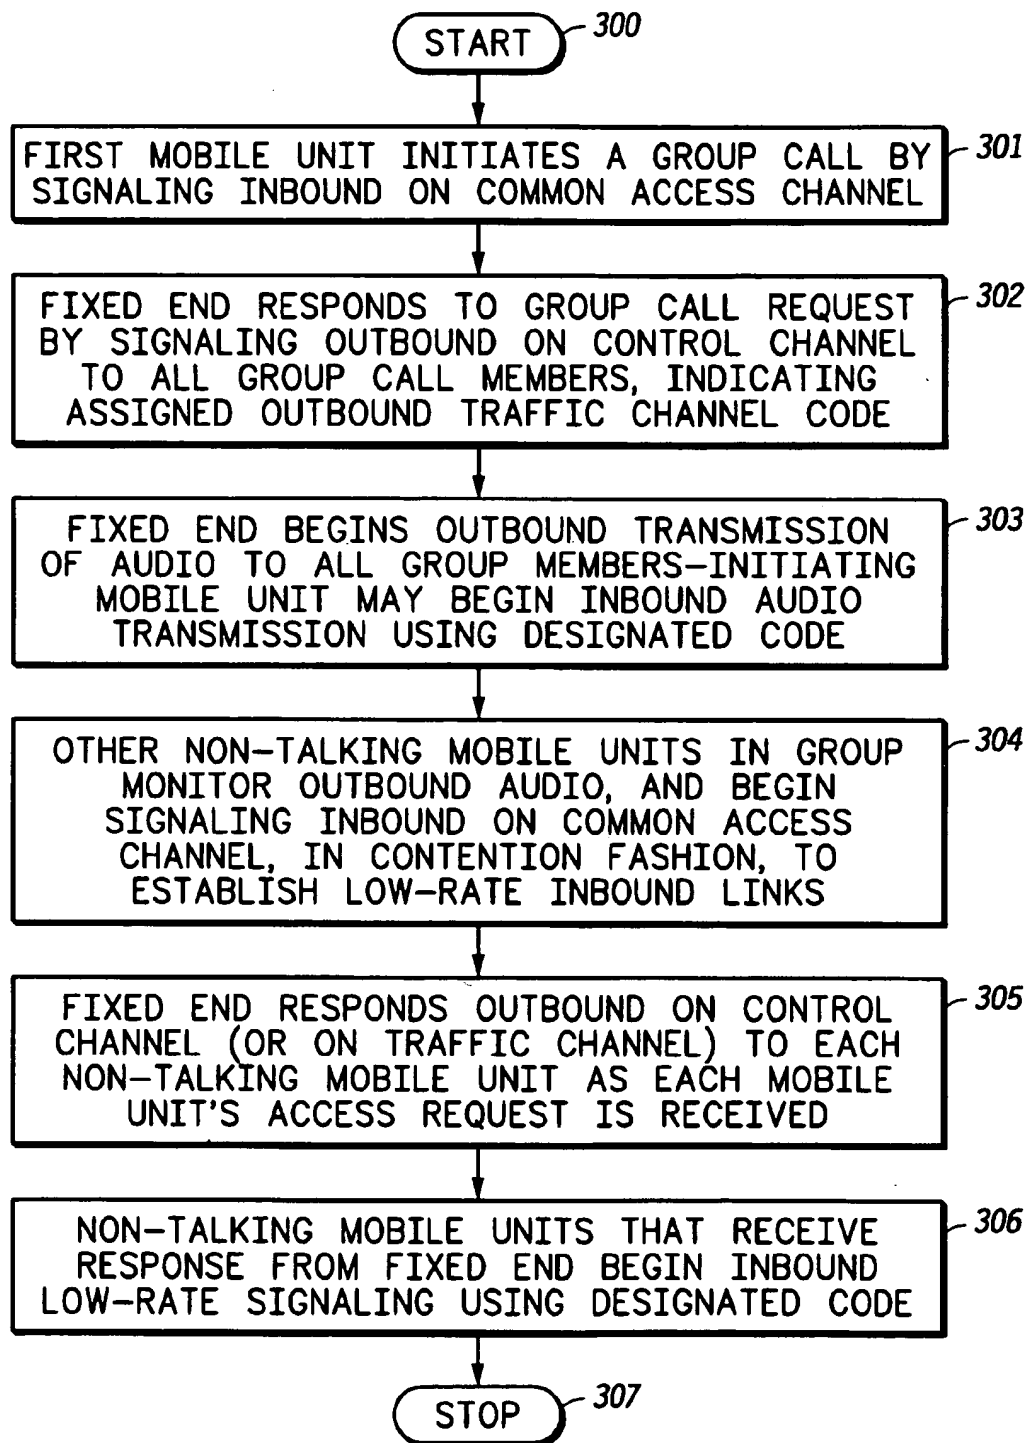 START
300
FIRST MOBILE UNIT INITIATES A GROUP CALL BY
SIGNALING INBOUND ON COMMON ACCESS CHANNEL
301
FIXED END RESPONDS TO GROUP CALL REQUEST
BY SIGNALING OUTBOUND ON CONTROL CHANNEL
TO ALL GROUP CALL MEMBERS, INDICATING
ASSIGNED OUTBOUND TRAFFIC CHANNEL CODE
302
FIXED END BEGINS OUTBOUND TRANSMISSION
OF AUDIO TO ALL GROUP MEMBERS-INITIATING
MOBILE UNIT MAY BEGIN INBOUND AUDIO
TRANSMISSION USING DESIGNATED CODE
303
OTHER NON-TALKING MOBILE UNITS IN GROUP
MONITOR OUTBOUND AUDIO, AND BEGIN
SIGNALING INBOUND ON COMMON ACCESS
CHANNEL, IN CONTENTION FASHION, TO
ESTABLISH LOW-RATE INBOUND LINKS
304
FIXED END RESPONDS OUTBOUND ON CONTROL
CHANNEL (OR ON TRAFFIC CHANNEL) TO EACH
NON-TALKING MOBILE UNIT AS EACH MOBILE
UNIT'S ACCESS REQUEST IS RECEIVED
305
NON-TALKING MOBILE UNITS THAT RECEIVE
RESPONSE FROM FIXED END BEGIN INBOUND
LOW-RATE SIGNALING USING DESIGNATED CODE
306
STOP
307